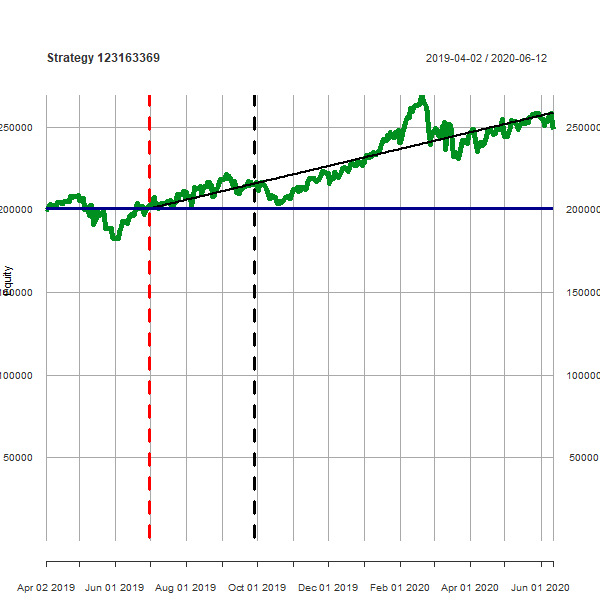 Strategy 123163369
2019-04-02 / 2020-06-12
250000 250000
200000 200000
Equity
150000 150000
100000 100000
50000 50000
Apr 02 2019 Jun 01 2019 Aug 01 2019 Oct 01 2019 Dec 01 2019 Feb 01 2020 Apr 01 2020 Jun 01 2020